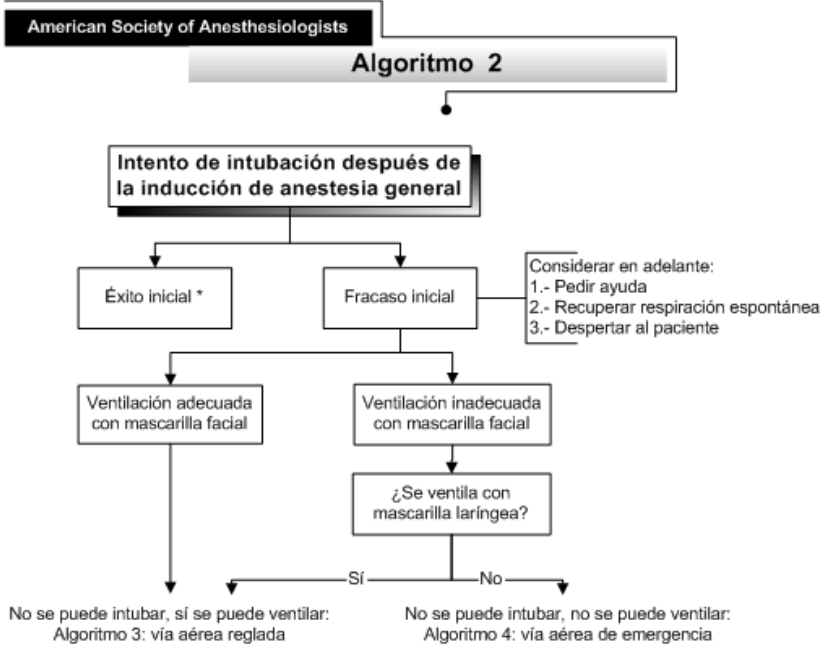 American Society of Anesthesiologists
Algoritmo 2
Intento de intubación después de
la inducción de anestesia general
Éxito inicial *
Fracaso inicial
Considerar en adelante:
1.- Pedir ayuda
2.- Recuperar respiración espontánea
3.- Despertar al paciente
Ventilación adecuada
con mascarilla facial
Ventilación inadecuada
con mascarilla facial
¿Se ventila con
mascarilla laríngea?
Sí
No
No se puede intubar, sí se puede ventilar:
Algoritmo 3: vía aérea reglada
No se puede intubar, no se puede ventilar:
Algoritmo 4: vía aérea de emergencia